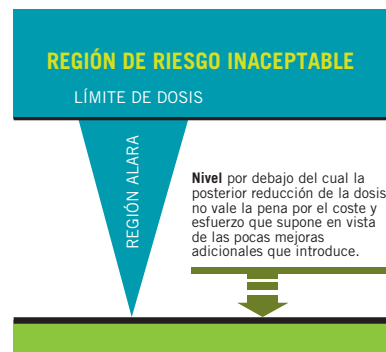 REGIÓN DE RIESGO INACEPTABLE
LÍMITE DE DOSIS
REGIÓN ALARA
Nivel por debajo del cual la
posterior reducción de la dosis
no vale la pena por el coste y
esfuerzo que supone en vista
de las pocas mejoras
adicionales que introduce.